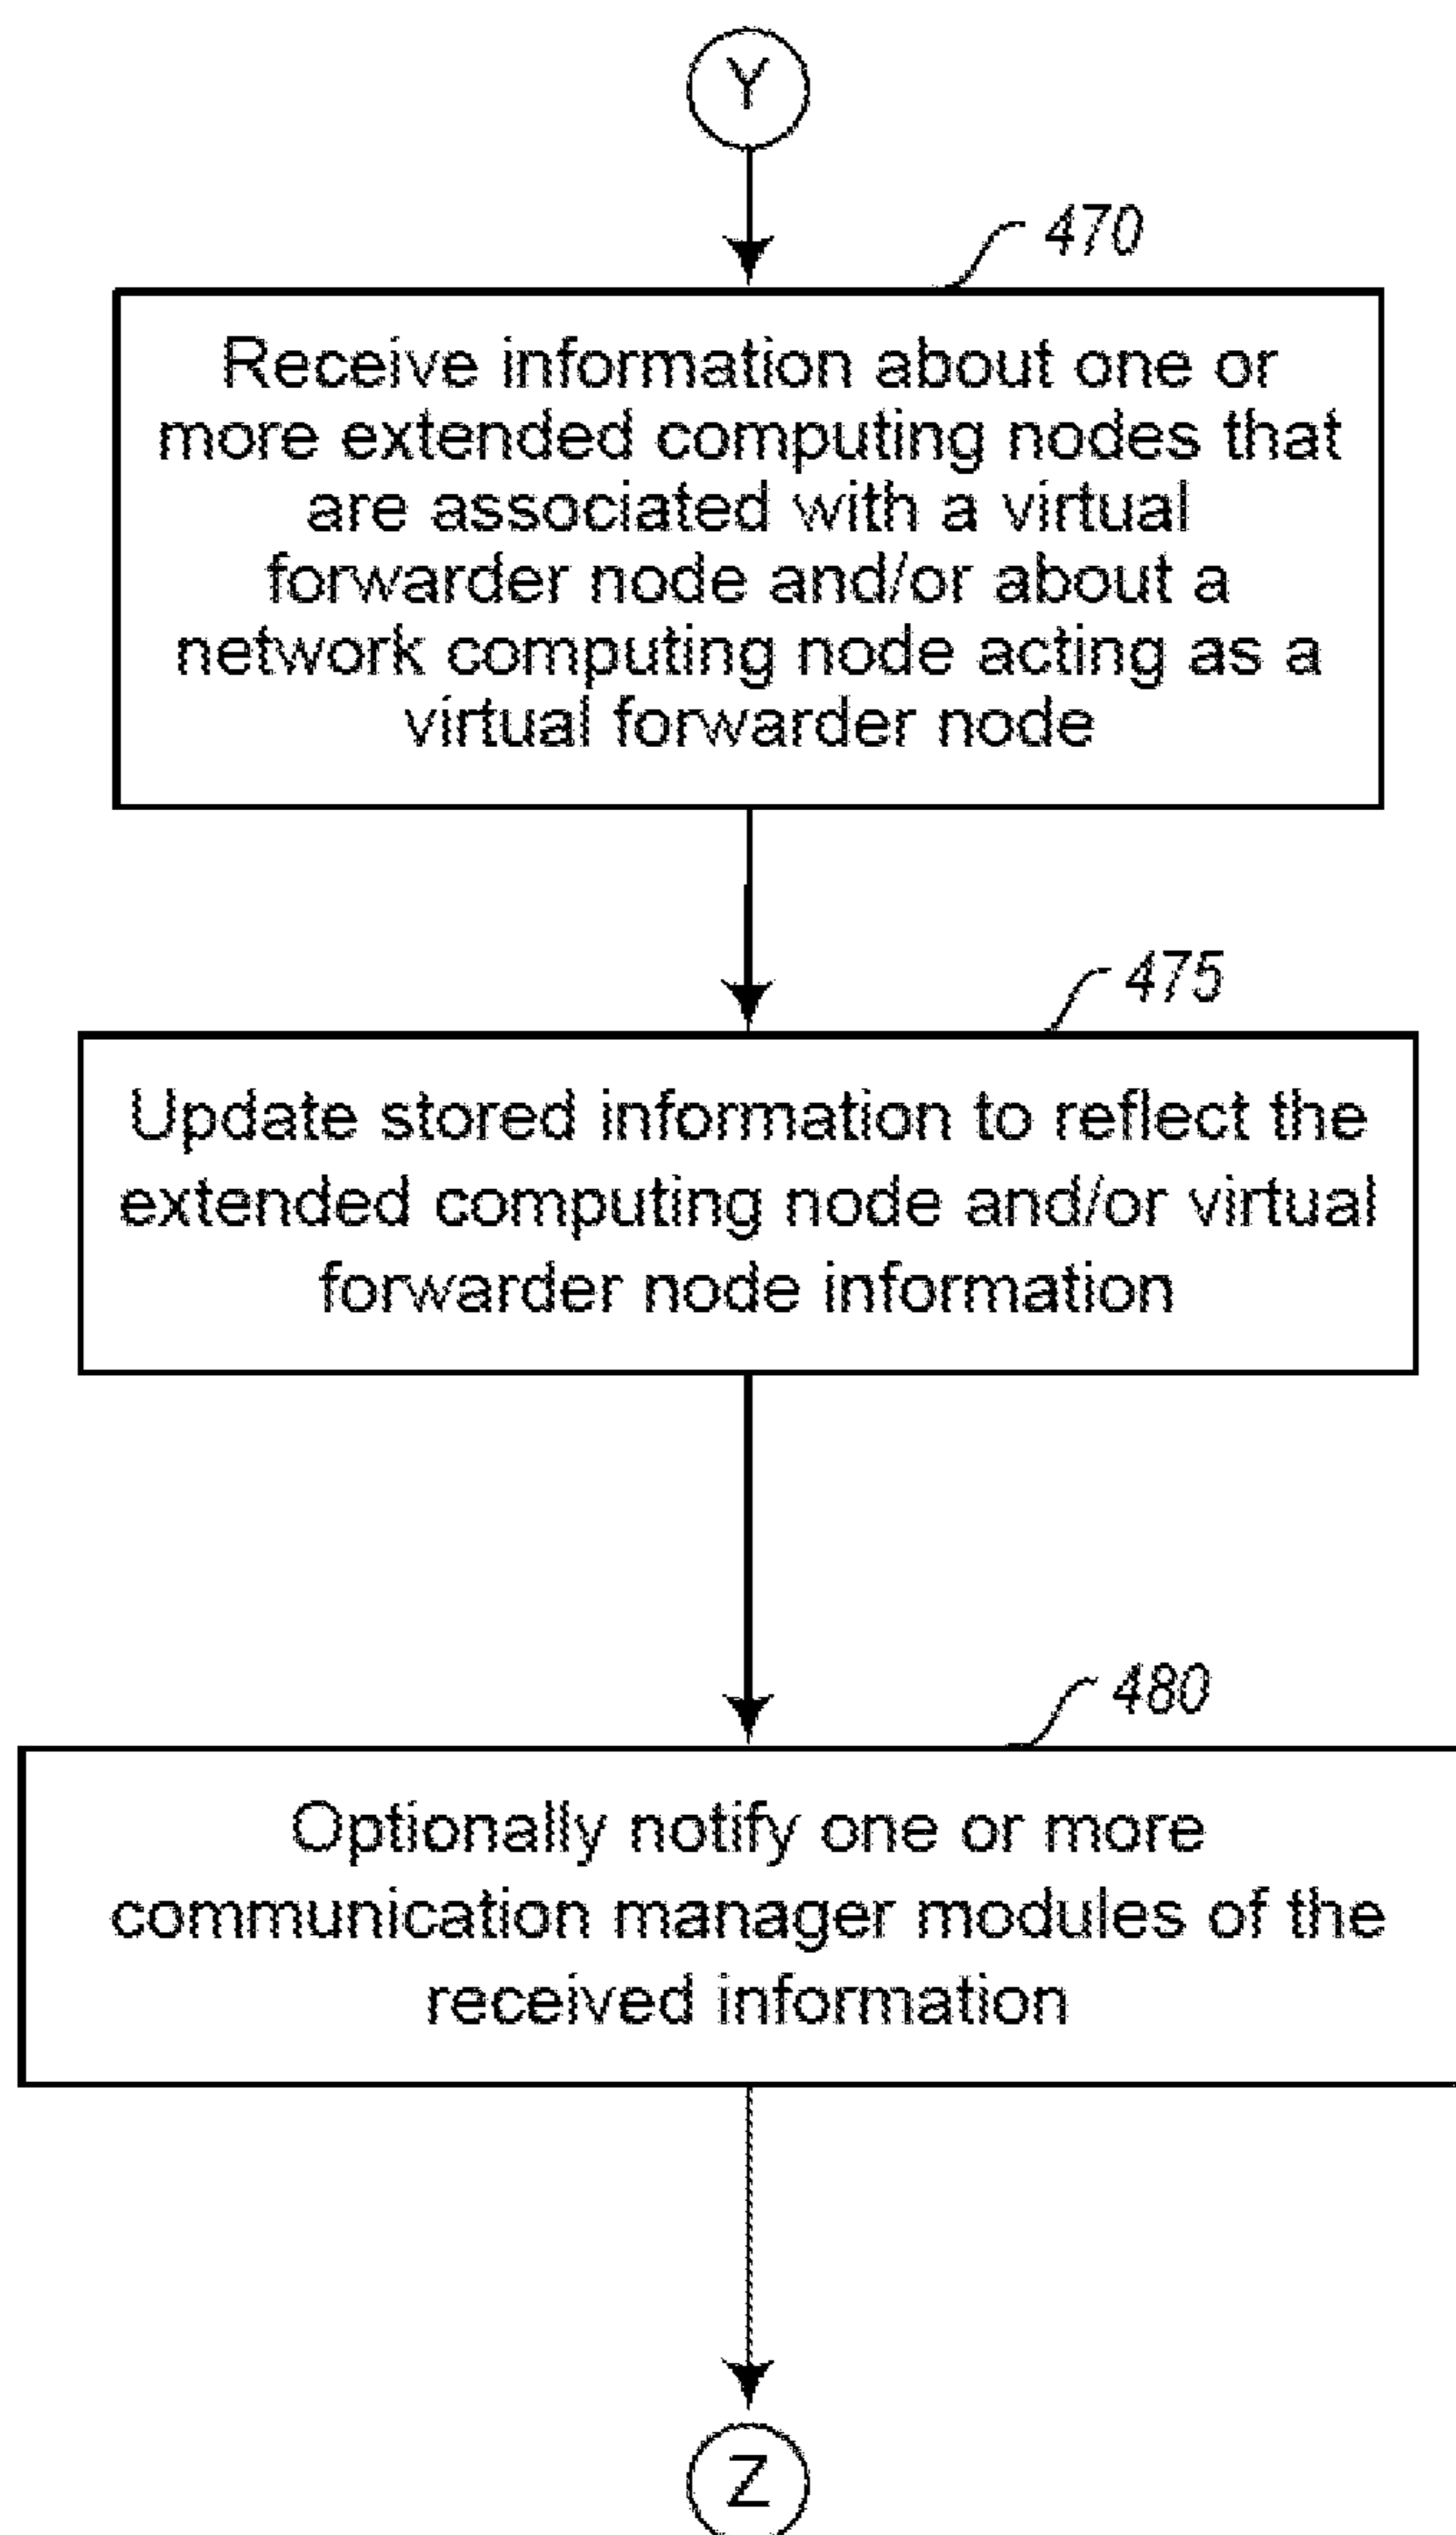 Y
470
Receive information about one or
more extended computing nodes that
are associated with a virtual
forwarder node and/or about a
network computing node acting as a
virtual forwarder node
475
Update stored information to reflect the
extended computing node and/or virtual
forwarder node information
480
Optionally notify one or more
communication manager modules of the
received information
Z